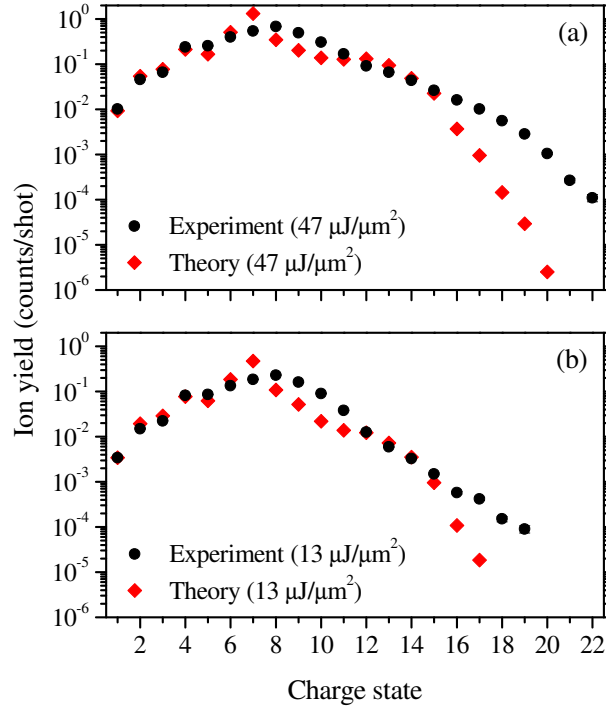 10^0
(a)
10^-1
10^-2
10^-3
10^-4
Experiment (47 μJ/μm^2)
10^-5
Theory (47 μJ/μm^2)
10^-6
Ion yield (counts/shot)
10^0
(b)
10^-1
10^-2
10^-3
10^-4
Experiment (13 μJ/μm^2)
10^-5
Theory (13 μJ/μm^2)
10^-6
2 4 6 8 10 12 14 16 18 20 22
Charge state